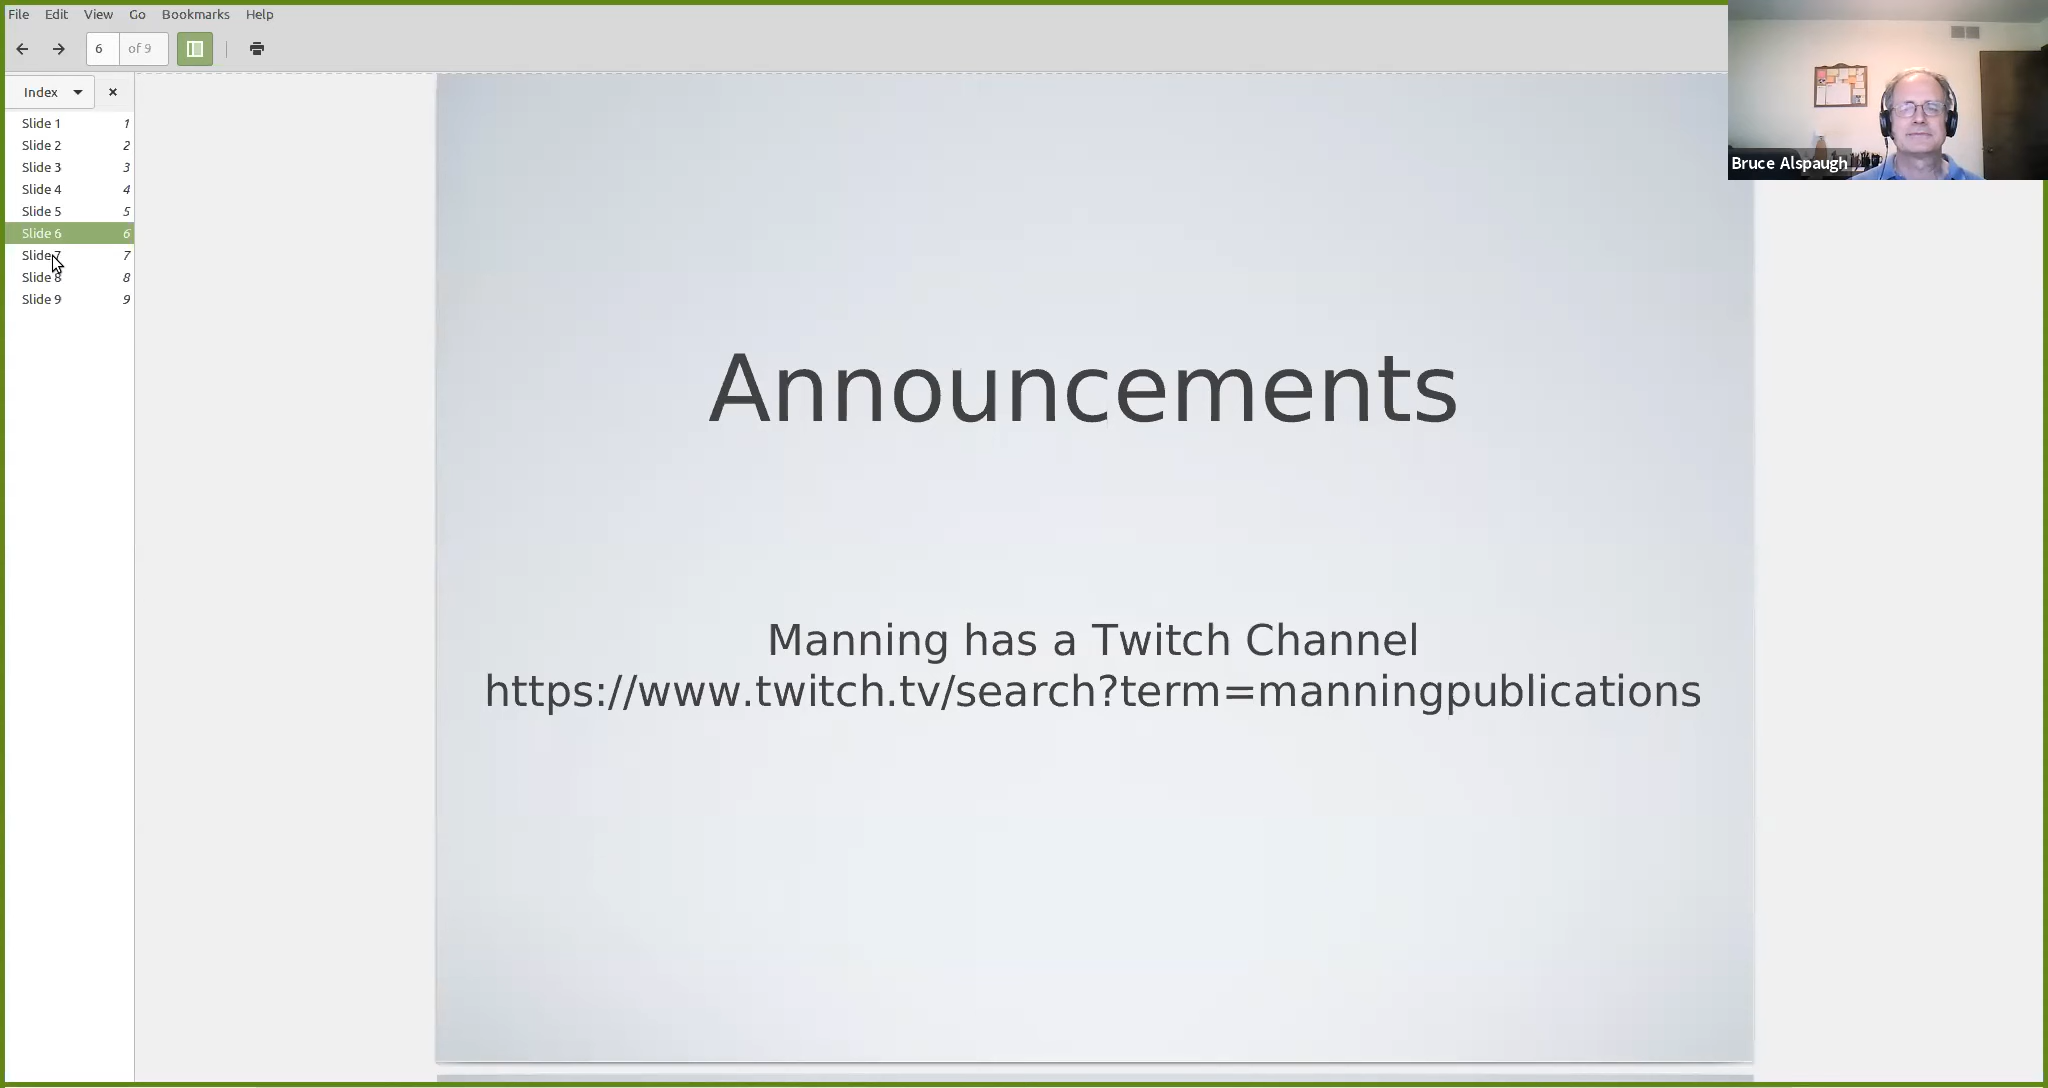 File Edit View Go Bookmarks Help
6 of 9
Index
Slide 1 1
Slide 2 2
Slide 3 3
Slide 4 4
Slide 5 5
Slide 6 6
Slide 7 7
Slide 8 8
Slide 9 9
Announcements
Manning has a Twitch Channel
https://www.twitch.tv/search?term=manningpublications
Bruce Alspaugh